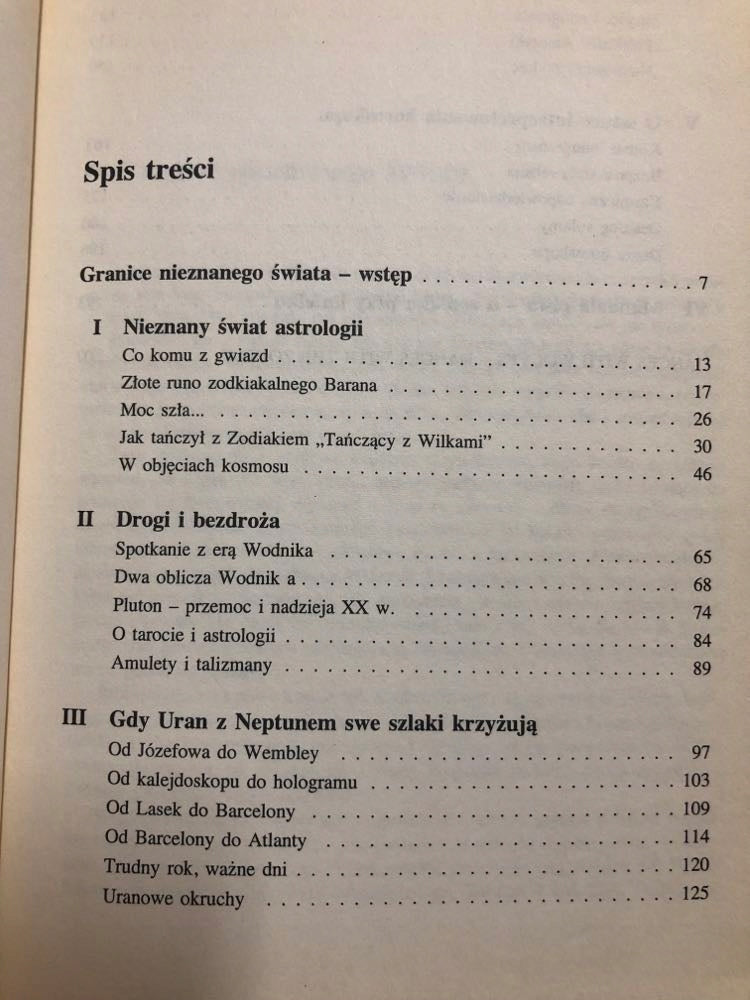 Spis treści
Granice nieznanego świata – wstęp . . . . . . . . . . . . . . . . . . . 7
I Nieznany świat astrologii
Co komu z gwiazd . . . . . . . . . . . . . . . . . . . . . . . . . . . . 13
Złote runo zodkiakalnego Barana . . . . . . . . . . . . . . . . . . . . 17
Moc szła... . . . . . . . . . . . . . . . . . . . . . . . . . . . . . . . . 26
Jak tańczył z Zodiakiem „Tańczący z Wilkami” . . . . . . . . . . . . . 30
W objęciach kosmosu . . . . . . . . . . . . . . . . . . . . . . . . . . 46
II Drogi i bezdroża
Spotkanie z erą Wodnika . . . . . . . . . . . . . . . . . . . . . . . . 65
Dwa oblicza Wodnik a . . . . . . . . . . . . . . . . . . . . . . . . . . 68
Pluton – przemoc i nadzieja XX w. . . . . . . . . . . . . . . . . . . . 74
O tarocie i astrologii . . . . . . . . . . . . . . . . . . . . . . . . . . . 84
Amulety i talizmany . . . . . . . . . . . . . . . . . . . . . . . . . . . 89
III Gdy Uran z Neptunem swe szlaki krzyżują
Od Józefowa do Wembley . . . . . . . . . . . . . . . . . . . . . . . . 97
Od kalejdoskopu do hologramu . . . . . . . . . . . . . . . . . . . . . 103
Od Lasek do Barcelony . . . . . . . . . . . . . . . . . . . . . . . . . 109
Od Barcelony do Atlanty . . . . . . . . . . . . . . . . . . . . . . . . 114
Trudny rok, ważne dni . . . . . . . . . . . . . . . . . . . . . . . . . . 120
Uranowe okruchy . . . . . . . . . . . . . . . . . . . . . . . . . . . . 125